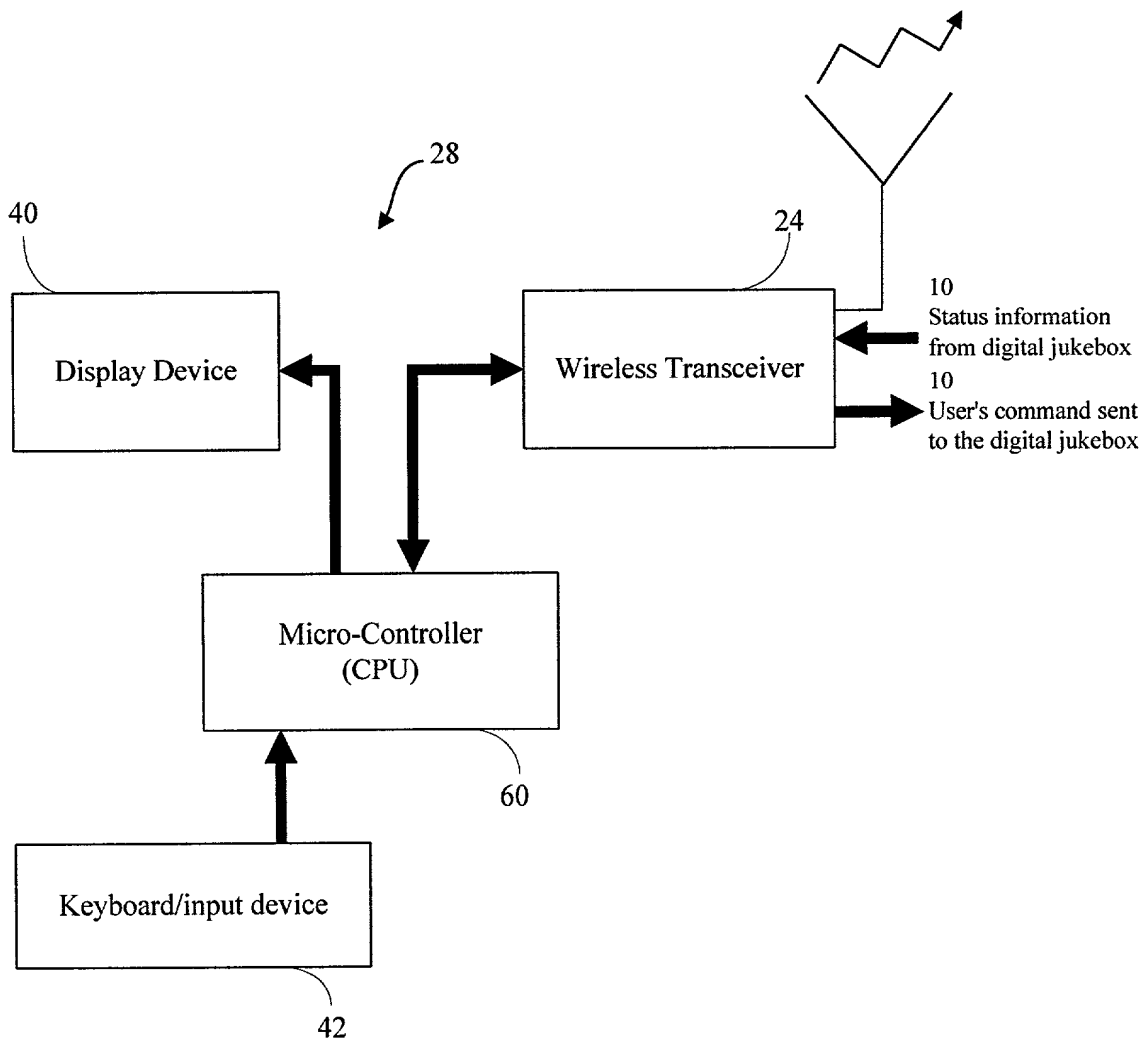 28
40
24
10
Status information
from digital jukebox
10
User's command sent
to the digital jukebox
Display Device
Wireless Transceiver
Micro-Controller
(CPU)
60
Keyboard/input device
42